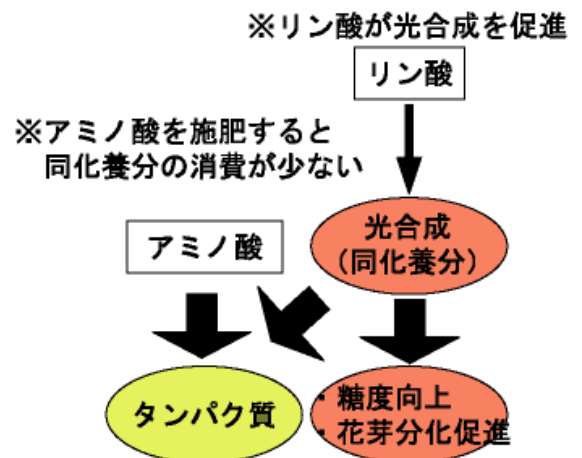 ※リン酸が光合成を促進
リン酸
※アミノ酸を施肥すると
同化養分の消費が少ない
アミノ酸
光合成
(同化養分)
タンパク質
・糖度向上
・花芽分化促進